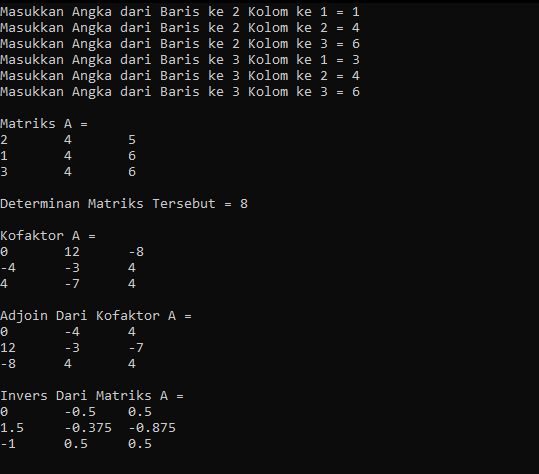 Masukkan Angka dari Baris ke 2 Kolom ke 1 = 1
Masukkan Angka dari Baris ke 2 Kolom ke 2 = 4
Masukkan Angka dari Baris ke 2 Kolom ke 3 = 6
Masukkan Angka dari Baris ke 3 Kolom ke 1 = 3
Masukkan Angka dari Baris ke 3 Kolom ke 2 = 4
Masukkan Angka dari Baris ke 3 Kolom ke 3 = 6
Matriks A =
2 4 5
1 4 6
3 4 6
Determinan Matriks Tersebut = 8
Kofaktor A =
0 12 -8
-4 -3 4
4 -7 4
Adjoin Dari Kofaktor A =
0 -4 4
12 -3 -7
-8 4 4
Invers Dari Matriks A =
0 -0.5 0.5
1.5 -0.375 -0.875
-1 0.5 0.5